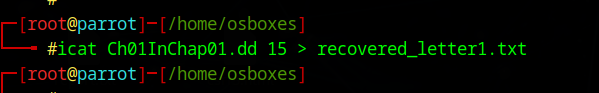 #
┌─[root@parrot]─[/home/osboxes]
└──╼ #icat Ch01InChap01.dd 15 > recovered_letter1.txt
┌─[root@parrot]─[/home/osboxes]